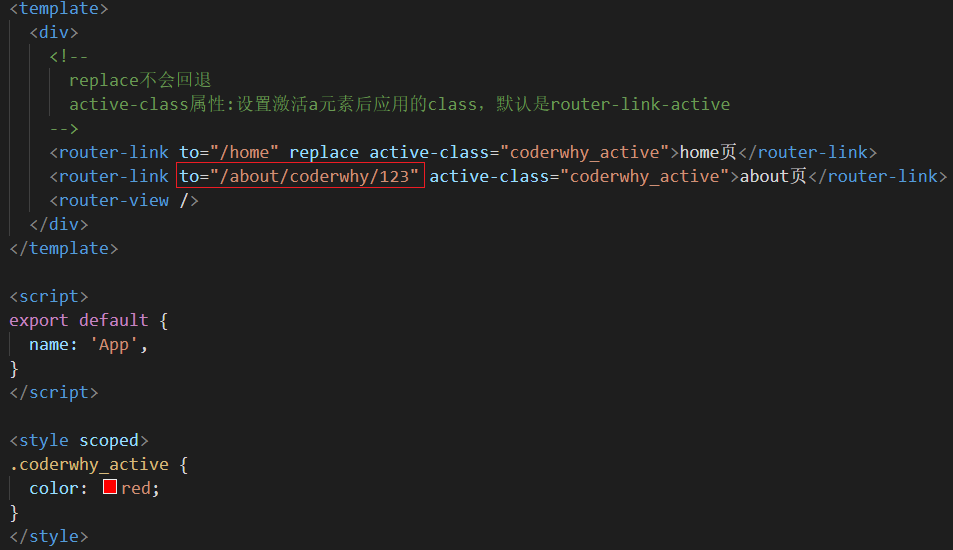 <template>
<div>
<!--
replace不会回退
active-class属性:设置激活a元素后应用的class，默认是router-link-active
-->
<router-link to="/home" replace active-class="coderwhy_active">home页</router-link>
<router-link to="/about/coderwhy/123" active-class="coderwhy_active">about页</router-link>
<router-view />
</div>
</template>
<script>
export default {
name: 'App',
}
</script>
<style scoped>
.coderwhy_active {
color: red;
}
</style>